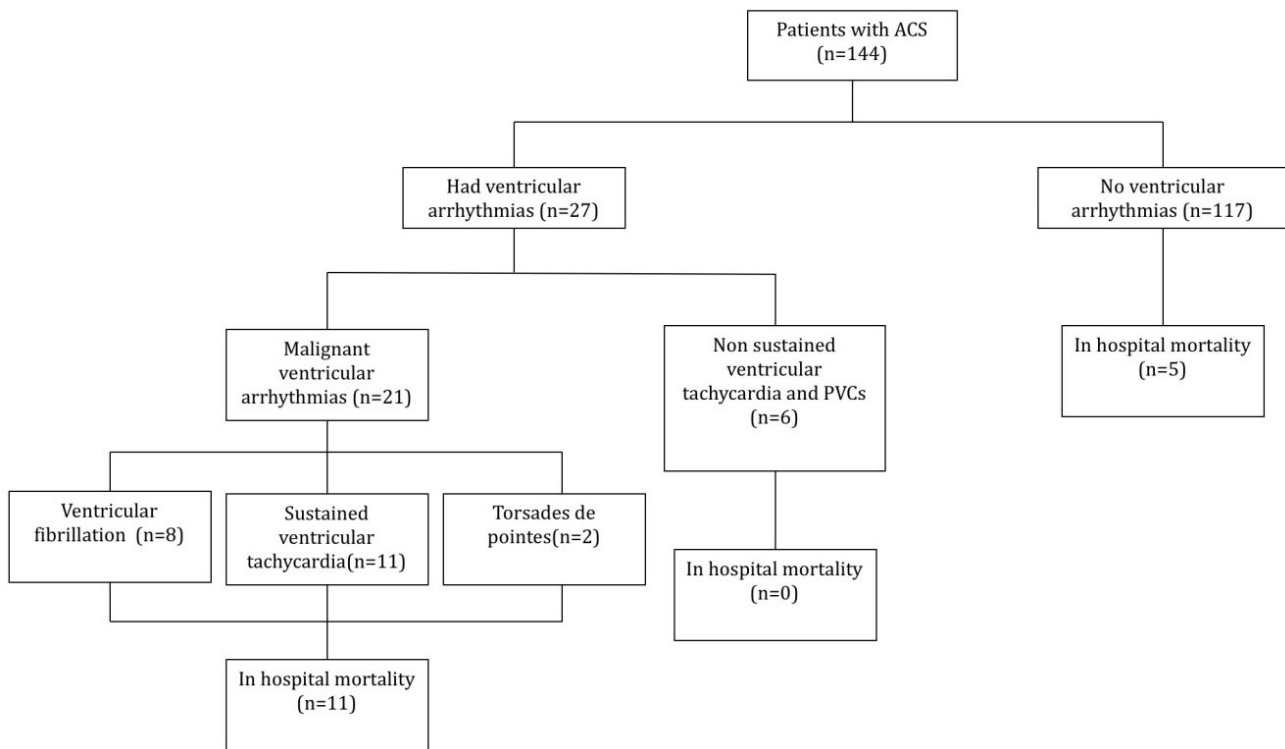 Patients with ACS
(n=144)
Had ventricular
arrhythmias (n=27)
No ventricular
arrhythmias (n=117)
Malignant
ventricular
arrhythmias (n=21)
Non sustained
ventricular
tachycardia and PVCs
(n=6)
In hospital mortality
(n=5)
Ventricular
fibrillation (n=8)
Sustained
ventricular
tachycardia(n=11)
Torsades de
pointes(n=2)
In hospital mortality
(n=0)
In hospital mortality
(n=11)